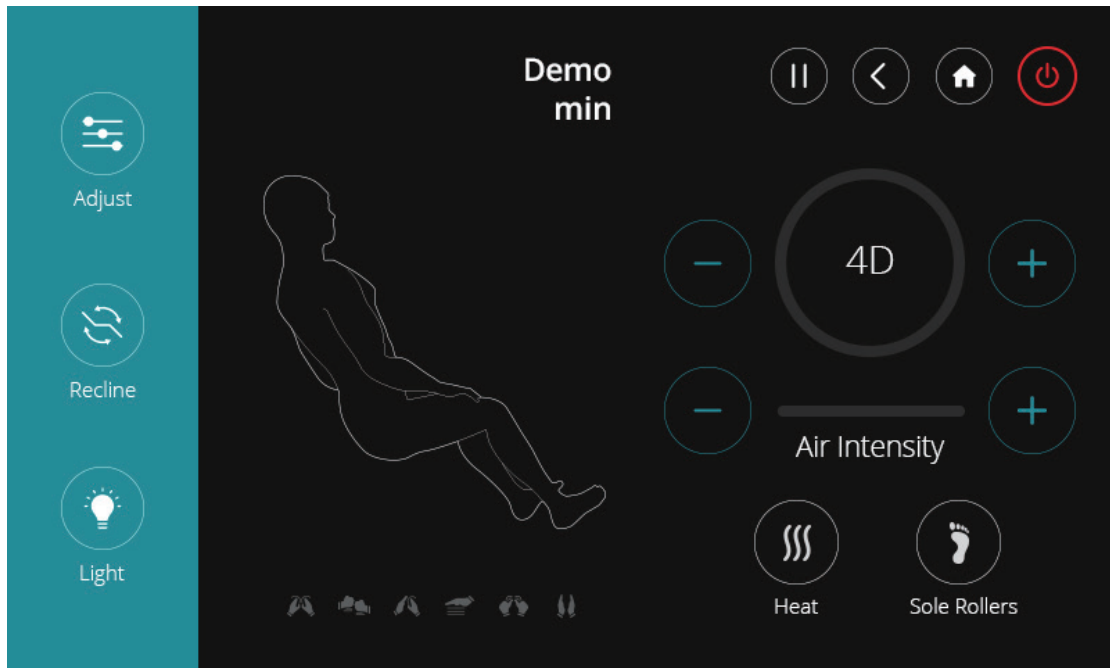 Demo
min
Adjust
Recline
Light
4D
Air Intensity
Heat
Sole Rollers